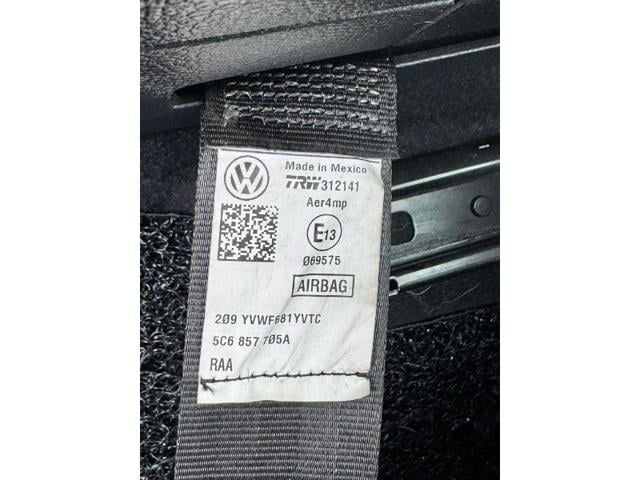 Made in Mexico
TRW 312141
Aer4mp
E13
069575
AIRBAG
209 YVWF681YVTC
5C6 857 705A
RAA